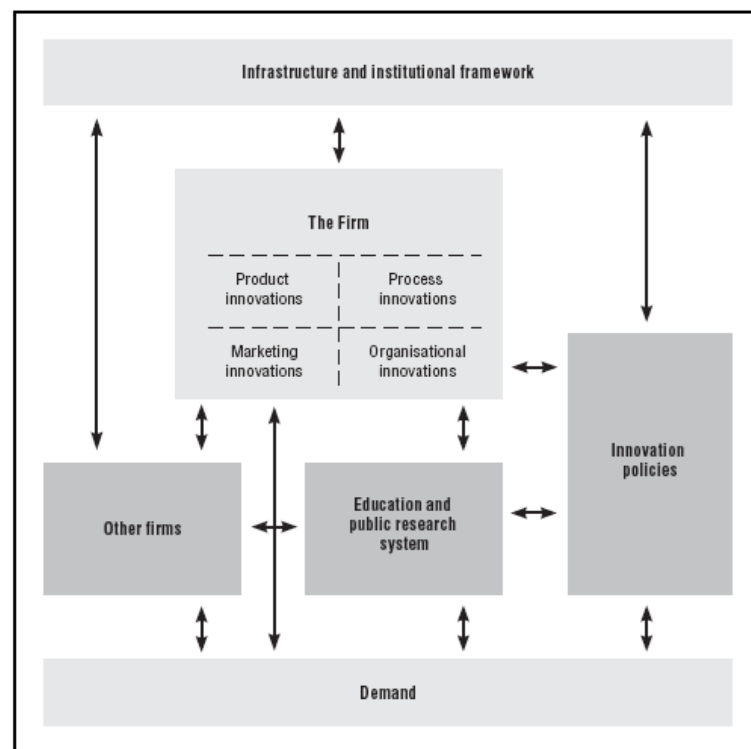 Infrastructure and institutional framework
The Firm
Product
innovations
Process
innovations
Marketing
innovations
Organisational
innovations
Innovation
policies
Other firms
Education and
public research
system
Demand